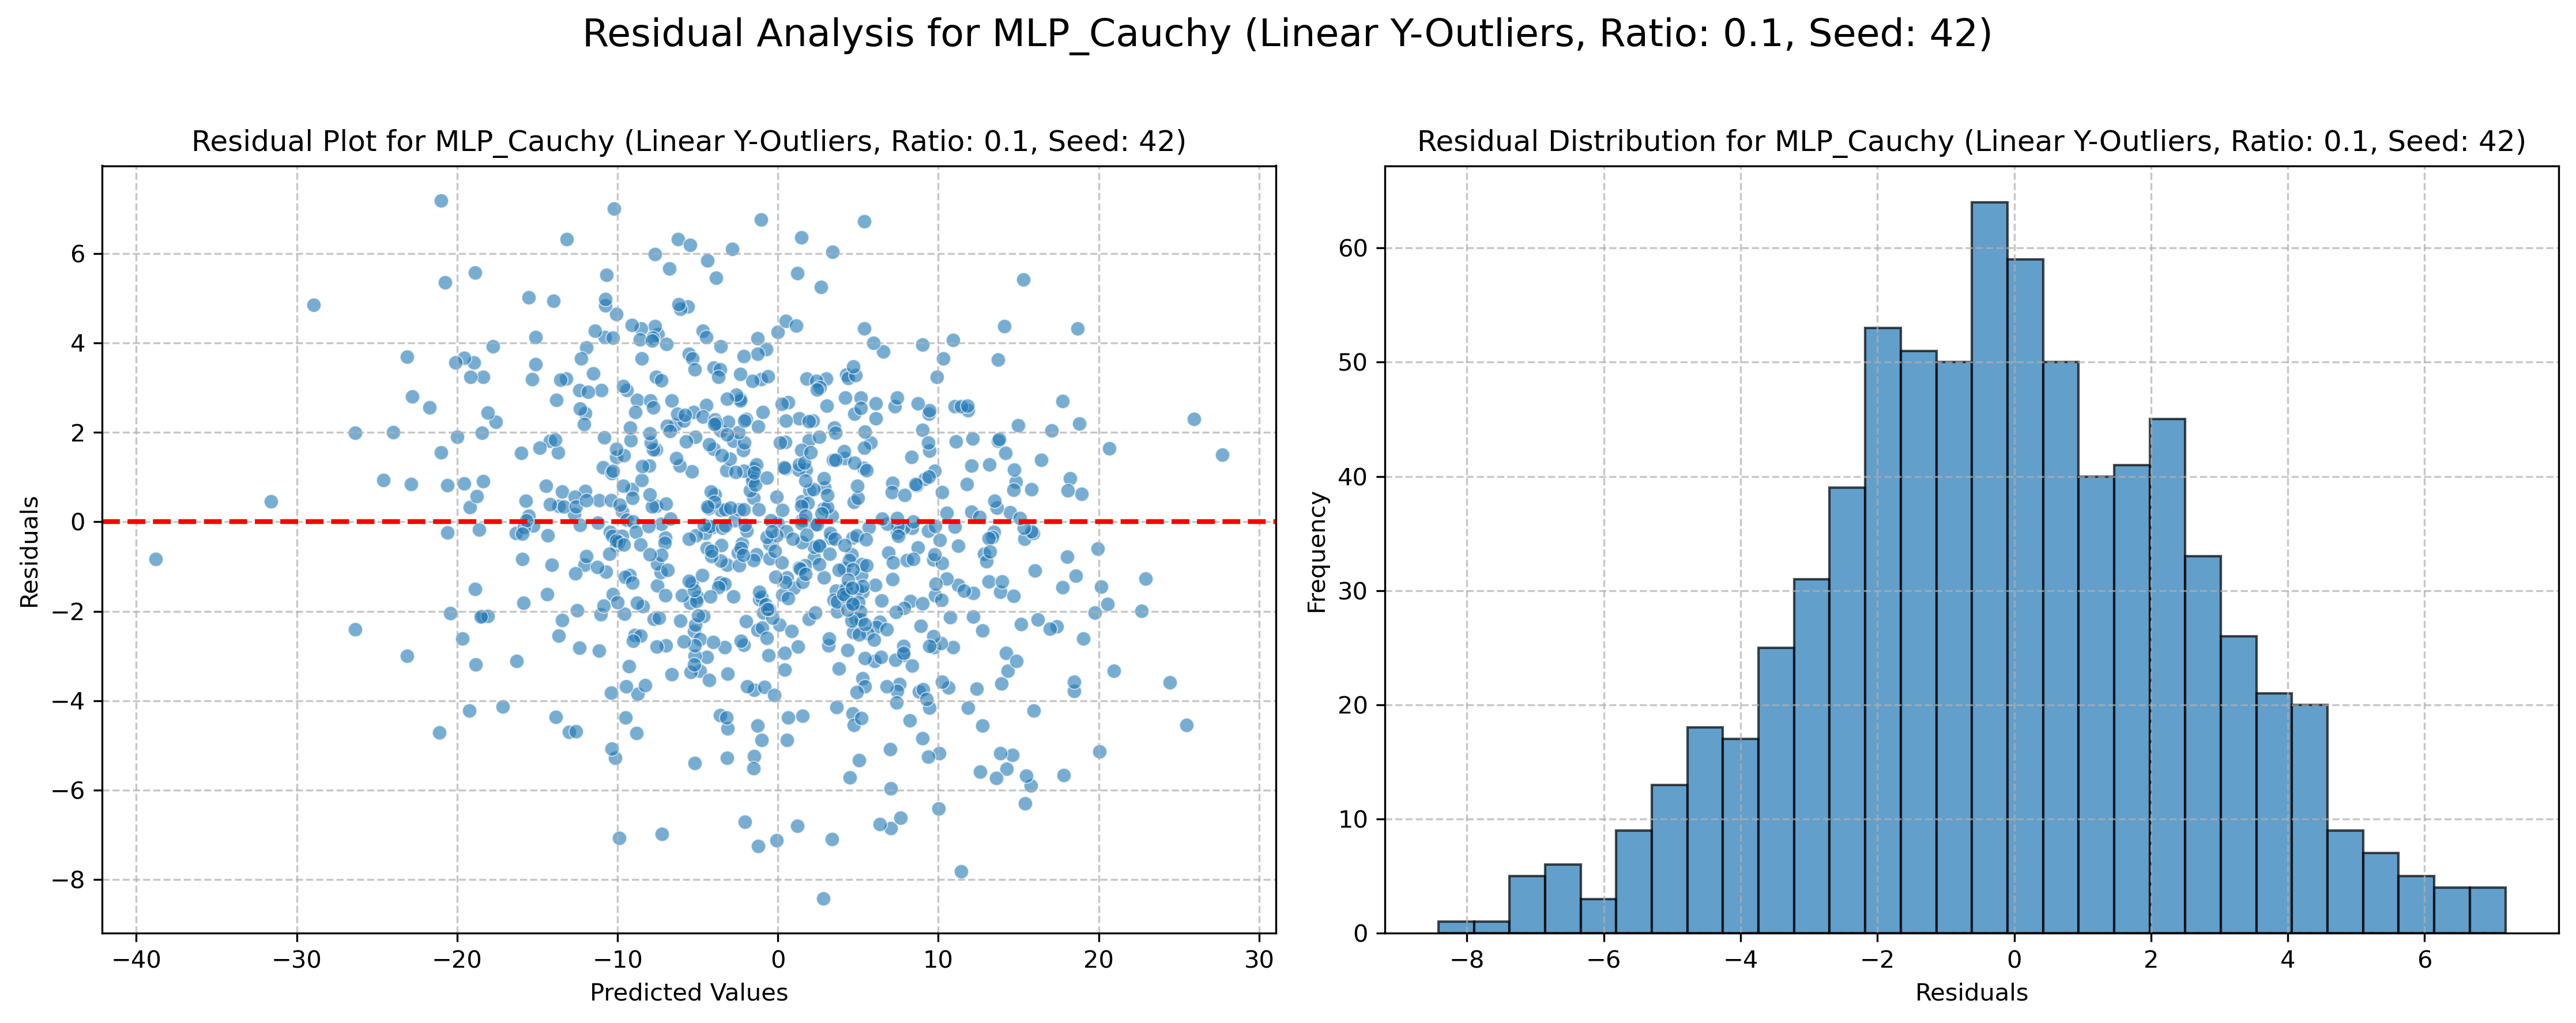 Residual Analysis for MLP_Cauchy (Linear Y-Outliers, Ratio: 0.1, Seed: 42)
Residual Plot for MLP_Cauchy (Linear Y-Outliers, Ratio: 0.1, Seed: 42)
Residuals
6
4
2
0
−2
−4
−6
−8
−40 −30 −20 −10 0 10 20 30
Predicted Values
Residual Distribution for MLP_Cauchy (Linear Y-Outliers, Ratio: 0.1, Seed: 42)
Frequency
60
50
40
30
20
10
0
−8 −6 −4 −2 0 2 4 6
Residuals